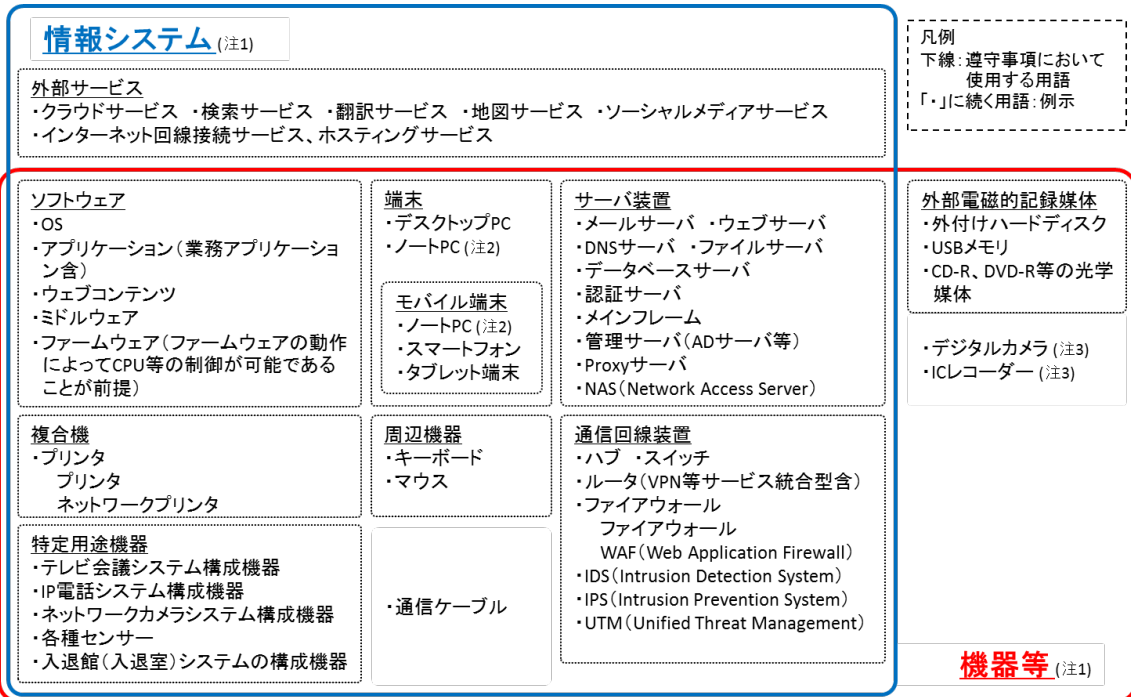 情報システム(注1)
凡例
下線：遵守事項において
使用する用語
「・」に続く用語：例示
外部サービス
・クラウドサービス ・検索サービス ・翻訳サービス ・地図サービス ・ソーシャルメディアサービス
・インターネット回線接続サービス、ホスティングサービス
ソフトウェア
・OS
・アプリケーション（業務アプリケーショ
ン含）
・ウェブコンテンツ
・ミドルウェア
・ファームウェア（ファームウェアの動作
によってCPU等の制御が可能である
ことが前提）
端末
・デスクトップPC
・ノートPC (注2)
モバイル端末
・ノートPC (注2)
・スマートフォン
・タブレット端末
サーバ装置
・メールサーバ ・ウェブサーバ
・DNSサーバ ・ファイルサーバ
・データベースサーバ
・認証サーバ
・メインフレーム
・管理サーバ（ADサーバ等）
・Proxyサーバ
・NAS（Network Access Server）
外部電磁的記録媒体
・外付けハードディスク
・USBメモリ
・CD-R、DVD-R等の光学
媒体
・デジタルカメラ (注3)
・ICレコーダー (注3)
複合機
・プリンタ
プリンタ
ネットワークプリンタ
周辺機器
・キーボード
・マウス
通信回線装置
・ハブ ・スイッチ
・ルータ（VPN等サービス統合型含）
・ファイアウォール
ファイアウォール
WAF（Web Application Firewall）
・IDS（Intrusion Detection System）
・IPS（Intrusion Prevention System）
・UTM（Unified Threat Management）
特定用途機器
・テレビ会議システム構成機器
・IP電話システム構成機器
・ネットワークカメラシステム構成機器
・各種センサー
・入退館（入退室）システムの構成機器
・通信ケーブル
機器等(注1)